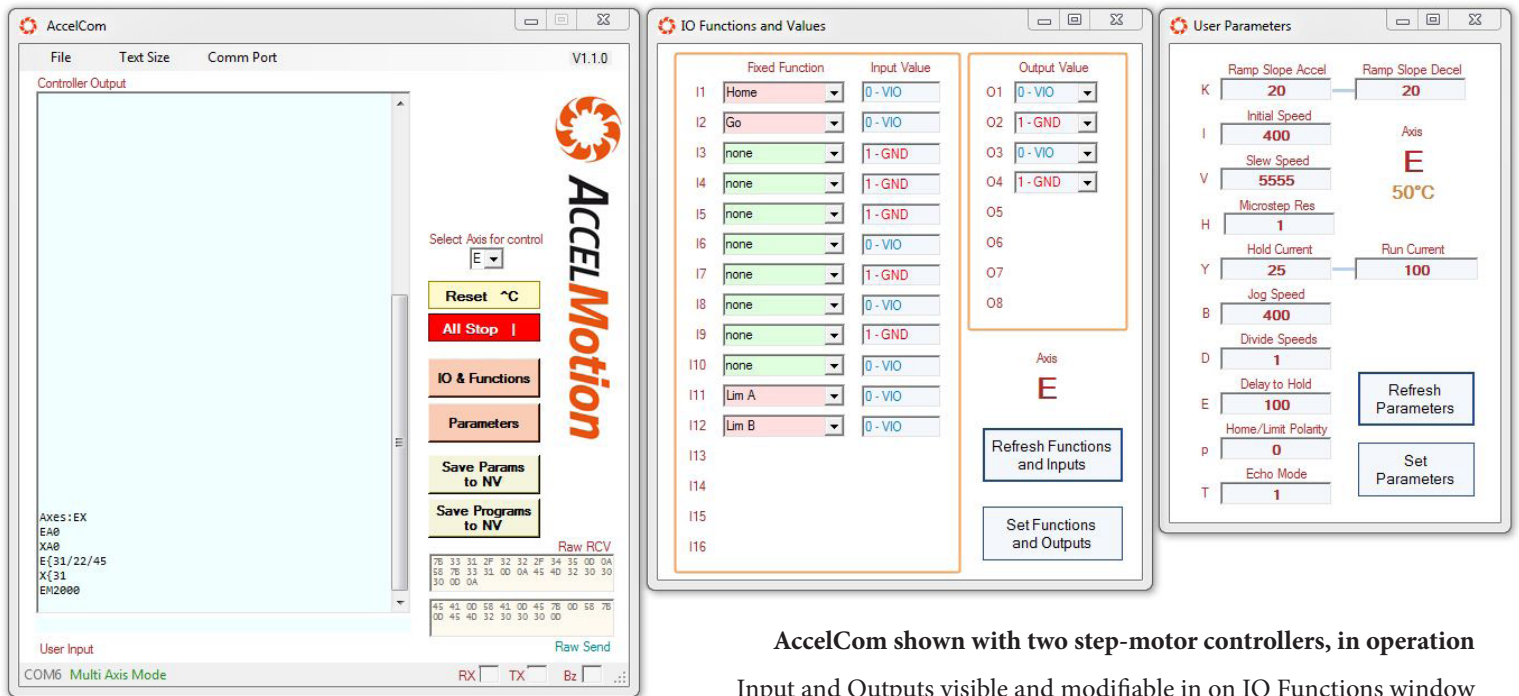 AccelCom
File Text Size Comm Port V1.1.0
Controller Output
Axes:EX
EA0
XA0
E{31/22/45
X{31
EM2000
User Input
COM6 Multi Axis Mode
ACCELMotion
Select Axis for control
E
Reset ^C
All Stop |
IO & Functions
Parameters
Save Params
to NV
Save Programs
to NV
Raw RCV
7B 33 31 2F 32 32 2F 34 35 0D 0A
58 7B 33 31 0D 0A 45 4D 32 30 30
30 0D 0A
45 41 0D 58 41 0D 45 7B 0D 58 7B
0D 45 4D 32 30 30 30 0D
Raw Send
RX TX Bz
IO Functions and Values
Fixed Function Input Value
I1 Home 0 - VIO
I2 Go 0 - VIO
I3 none 1 - GND
I4 none 1 - GND
I5 none 1 - GND
I6 none 0 - VIO
I7 none 1 - GND
I8 none 0 - VIO
I9 none 1 - GND
I10 none 0 - VIO
I11 Lim A 0 - VIO
I12 Lim B 0 - VIO
I13
I14
I15
I16
Output Value
O1 0 - VIO
O2 1 - GND
O3 0 - VIO
O4 1 - GND
O5
O6
O7
O8
Axis
E
Refresh Functions
and Inputs
Set Functions
and Outputs
User Parameters
Ramp Slope Accel Ramp Slope Decel
K 20 20
Initial Speed
I 400
Slew Speed
V 5555
Microstep Res
H 1
Hold Current Run Current
Y 25 100
Jog Speed
B 400
Divide Speeds
D 1
Delay to Hold
E 100
Home/Limit Polarity
p 0
Echo Mode
T 1
Axis
E
50°C
Refresh
Parameters
Set
Parameters
AccelCom shown with two step-motor controllers, in operation
Input and Outputs visible and modifiable in on IO Functions window